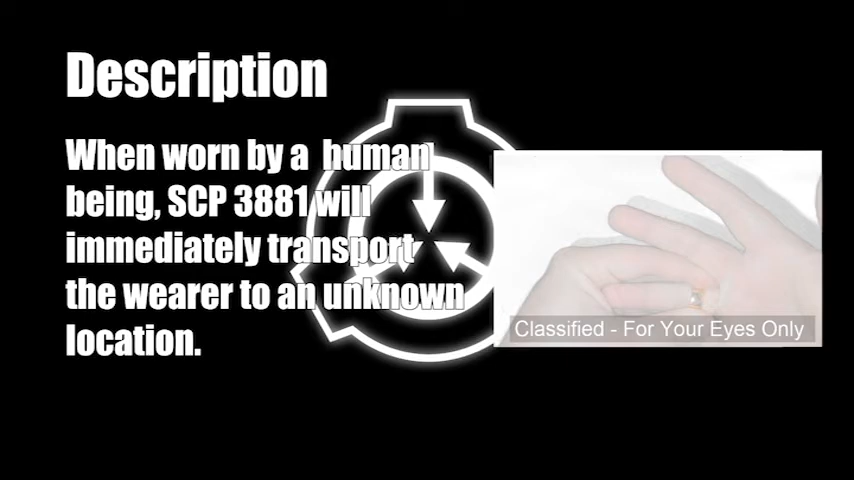 Description
When worn by a human
being, SCP 3881 will
immediately transport
the wearer to an unknown
location.
Classified - For Your Eyes Only